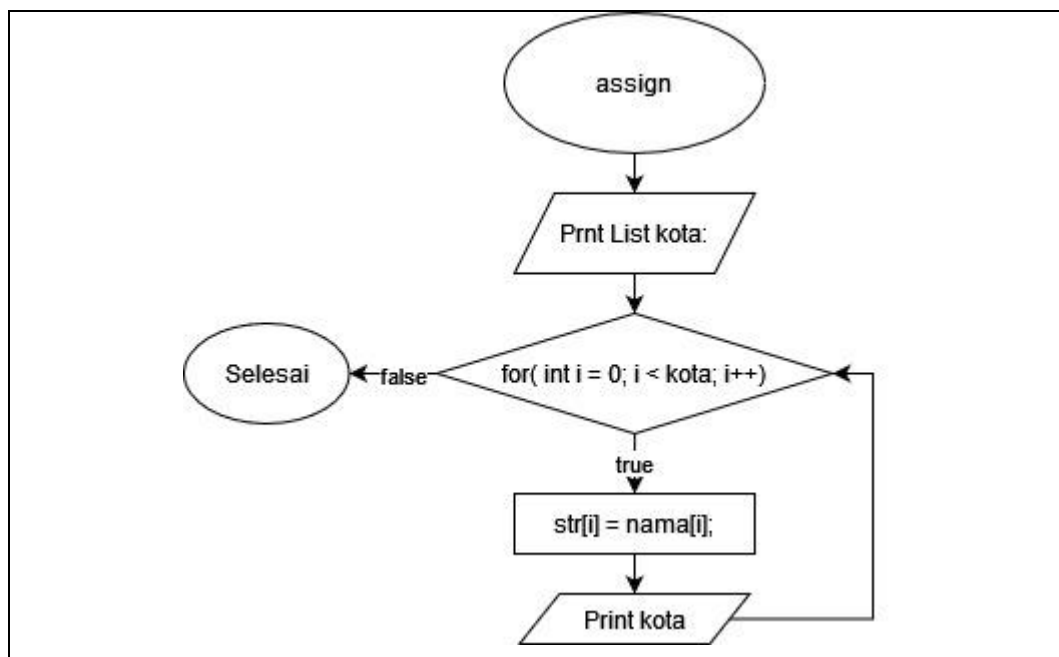 assign
Prnt List kota:
for( int i = 0; i < kota; i++)
false
Selesai
true
str[i] = nama[i];
Print kota